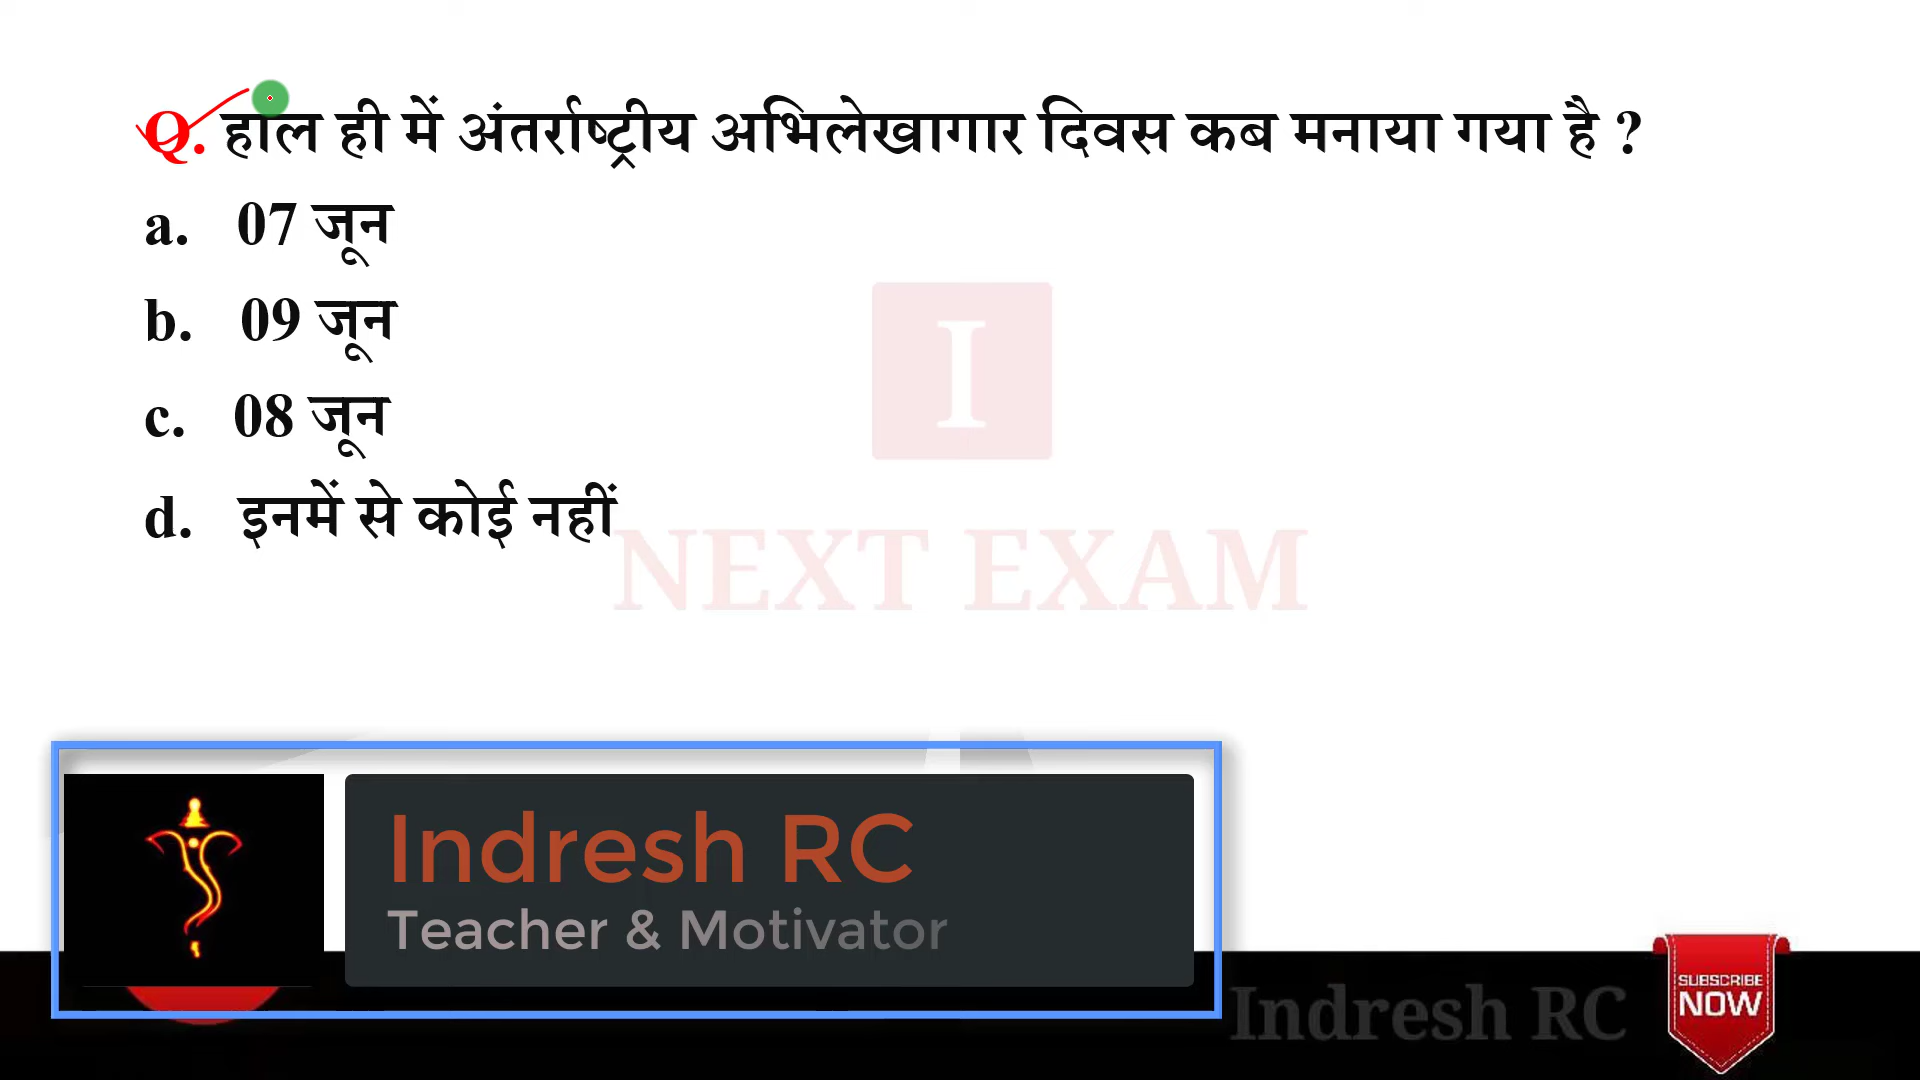 Q. हाल ही में अंतर्राष्ट्रीय अभिलेखागार दिवस कब मनाया गया है ?
a. 07 जून
b. 09 जून
c. 08 जून
d. इनमें से कोई नहीं
I
NEXT EXAM
Indresh RC
Teacher & Motivator
Indresh RC
SUBSCRIBE
NOW